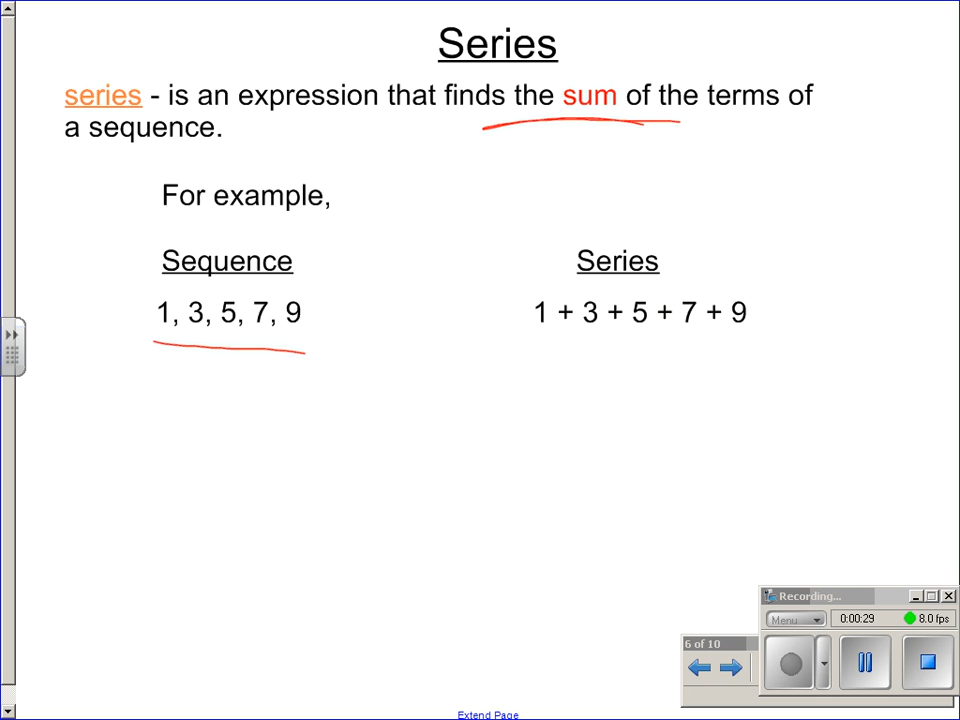 Series
series - is an expression that finds the sum of the terms of
a sequence.
For example,
Sequence Series
1, 3, 5, 7, 9 1 + 3 + 5 + 7 + 9
Recording...
Menu 0:00:29 8.0 fps
6 of 10
Extend Page